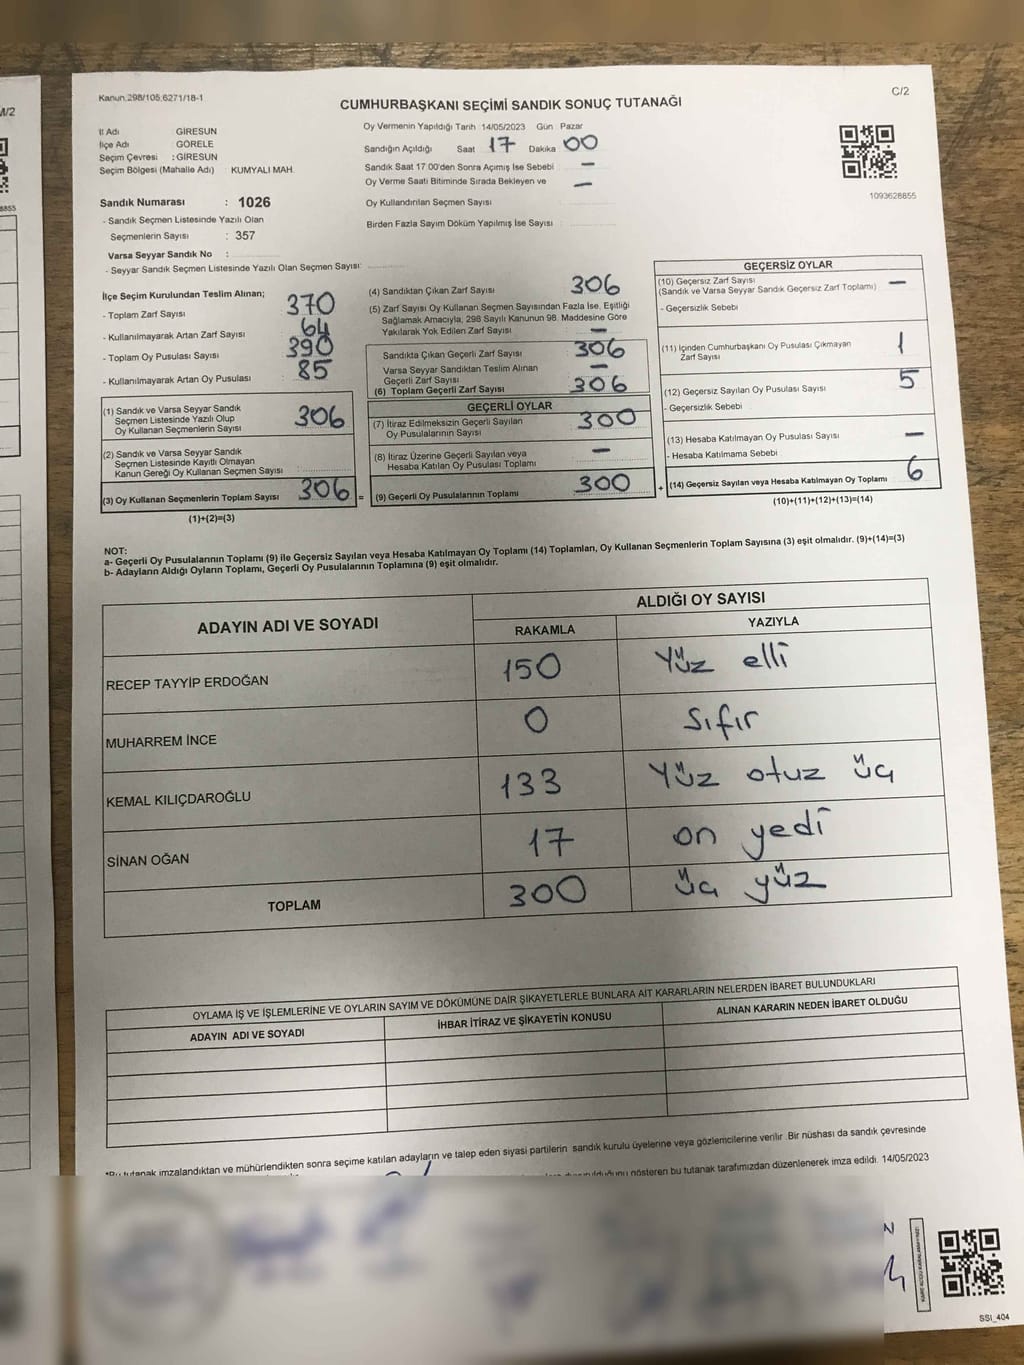 M/2
8855
Kanun.298/105;6271/18-1
C/2
CUMHURBAŞKANI SEÇİMİ SANDIK SONUÇ TUTANAĞI
İl Adı : GİRESUN
İlçe Adı : GÖRELE
Seçim Çevresi : GİRESUN
Seçim Bölgesi (Mahalle Adı) : KUMYALI MAH.
Sandık Numarası : 1026
- Sandık Seçmen Listesinde Yazılı Olan
Seçmenlerin Sayısı : 357
Varsa Seyyar Sandık No :
- Seyyar Sandık Seçmen Listesinde Yazılı Olan Seçmen Sayısı:
Oy Vermenin Yapıldığı Tarih 14/05/2023 Gün : Pazar
Sandığın Açıldığı Saat 17 Dakika 00
Sandık Saat 17.00'den Sonra Açımış İse Sebebi : —
Oy Verme Saati Bitiminde Sırada Bekleyen ve
Oy Kullandırılan Seçmen Sayısı : —
Birden Fazla Sayım Döküm Yapılmış İse Sayısı :
1093628855
İlçe Seçim Kurulundan Teslim Alınan;
- Toplam Zarf Sayısı : 370
- Kullanılmayarak Artan Zarf Sayısı : 64
- Toplam Oy Pusulası Sayısı : 390
- Kullanılmayarak Artan Oy Pusulası : 85
(1) Sandık ve Varsa Seyyar Sandık
Seçmen Listesinde Yazılı Olup
Oy Kullanan Seçmenlerin Sayısı : 306
(2) Sandık ve Varsa Seyyar Sandık
Seçmen Listesinde Kayıtlı Olmayan
Kanun Gereği Oy Kullanan Seçmen Sayısı :
(3) Oy Kullanan Seçmenlerin Toplam Sayısı : 306 =
(1)+(2)=(3)
(4) Sandıktan Çıkan Zarf Sayısı : 306
(5) Zarf Sayısı Oy Kullanan Seçmen Sayısından Fazla İse, Eşitliği
Sağlamak Amacıyla, 298 Sayılı Kanunun 98. Maddesine Göre
Yakılarak Yok Edilen Zarf Sayısı : —
Sandıkta Çıkan Geçerli Zarf Sayısı : 306
Varsa Seyyar Sandıktan Teslim Alınan
Geçerli Zarf Sayısı : —
(6) Toplam Geçerli Zarf Sayısı : 306
GEÇERLİ OYLAR
(7) İtiraz Edilmeksizin Geçerli Sayılan
Oy Pusulalarının Sayısı : 300
(8) İtiraz Üzerine Geçerli Sayılan veya
Hesaba Katılan Oy Pusulası Toplamı : —
(9) Geçerli Oy Pusulalarının Toplamı : 300 +
GEÇERSİZ OYLAR
(10) Geçersiz Zarf Sayısı
(Sandık ve Varsa Seyyar Sandık Geçersiz Zarf Toplamı) : —
- Geçersizlik Sebebi :
(11) İçinden Cumhurbaşkanı Oy Pusulası Çıkmayan
Zarf Sayısı : 1
(12) Geçersiz Sayılan Oy Pusulası Sayısı : 5
- Geçersizlik Sebebi :
(13) Hesaba Katılmayan Oy Pusulası Sayısı : —
- Hesaba Katılmama Sebebi :
(14) Geçersiz Sayılan veya Hesaba Katılmayan Oy Toplamı : 6
(10)+(11)+(12)+(13)=(14)
NOT:
a- Geçerli Oy Pusulalarının Toplamı (9) ile Geçersiz Sayılan veya Hesaba Katılmayan Oy Toplamı (14) Toplamları, Oy Kullanan Seçmenlerin Toplam Sayısına (3) eşit olmalıdır. (9)+(14)=(3)
b- Adayların Aldığı Oyların Toplamı, Geçerli Oy Pusulalarının Toplamına (9) eşit olmalıdır.
ADAYIN ADI VE SOYADI ALDIĞI OY SAYISI
RAKAMLA YAZIYLA
RECEP TAYYİP ERDOĞAN 150 Yüz elli
MUHARREM İNCE 0 Sıfır
KEMAL KILIÇDAROĞLU 133 Yüz otuz üç
SİNAN OĞAN 17 on yedi
TOPLAM 300 üç yüz
OYLAMA İŞ VE İŞLEMLERİNE VE OYLARIN SAYIM VE DÖKÜMÜNE DAİR ŞİKAYETLERLE BUNLARA AİT KARARLARIN NELERDEN İBARET BULUNDUKLARI
ADAYIN ADI VE SOYADI İHBAR İTİRAZ VE ŞİKAYETİN KONUSU ALINAN KARARIN NEDEN İBARET OLDUĞU
*Bu tutanak imzalandıktan ve mühürlendikten sonra seçime katılan adayların ve talep eden siyasi partilerin sandık kurulu üyelerine veya gözlemcilerine verilir .Bir nüshası da sandık çevresinde
gösteren bu tutanak tarafımızdan düzenlenerek imza edildi. 14/05/2023
SSİ_404